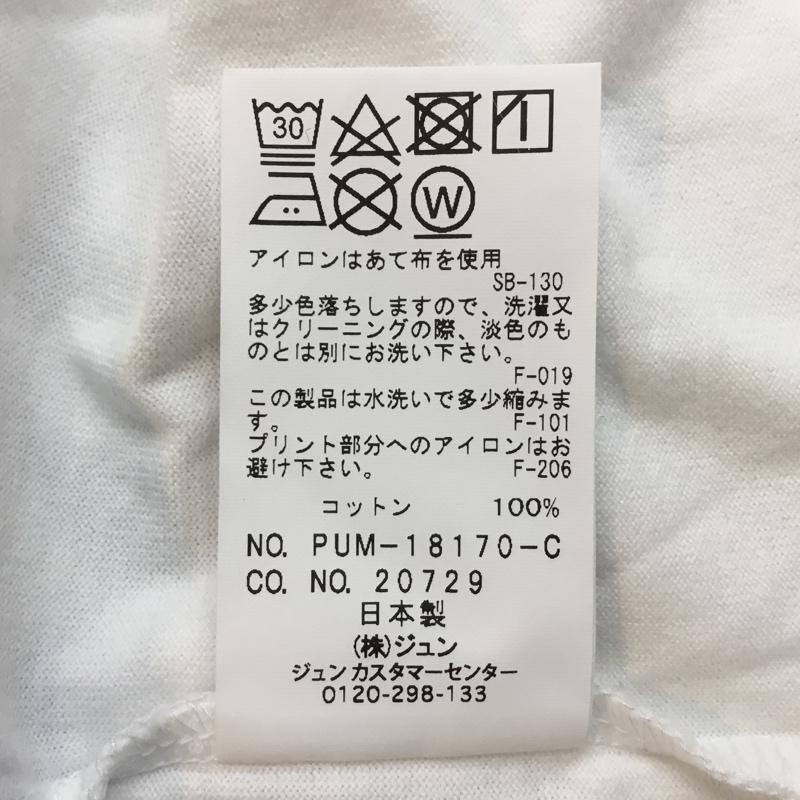 30
W
アイロンはあて布を使用
SB-130
多少色落ちしますので、洗濯又
はクリーニングの際、淡色のも
のとは別にお洗い下さい。
F-019
この製品は水洗いで多少縮みま
す。 F-101
プリント部分へのアイロンはお
避け下さい。 F-206
コットン 100%
NO. PUM-18170-C
CO. NO. 20729
日本製
(株)ジュン
ジュン カスタマーセンター
0120-298-133